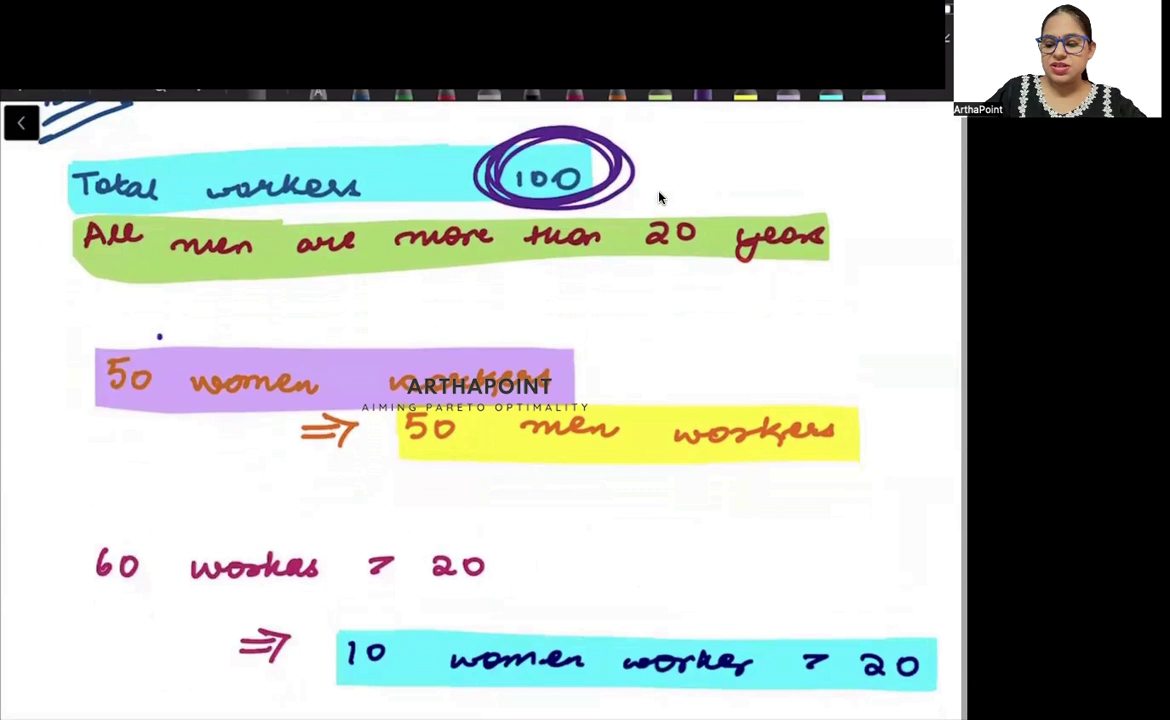 ArthaPoint
Total workers 100
All men are more than 20 years
50 women workers
ARTHAPOINT
AIMING PARETO OPTIMALITY
⇒ 50 men workers
60 workers > 20
⇒ 10 women worker > 20